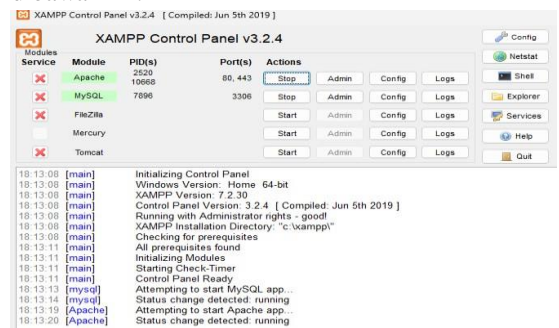 XAMPP Control Panel v3.2.4 [ Compiled: Jun 5th 2019 ]
XAMPP Control Panel v3.2.4
Config
Modules
Service Module PID(s) Port(s) Actions
Netstat
Apache 2520 10668 80, 443 Stop Admin Config Logs
Shell
MySQL 7896 3306 Stop Admin Config Logs
Explorer
FileZilla Start Admin Config Logs
Services
Mercury Start Admin Config Logs
Help
Tomcat Start Admin Config Logs
Quit
18:13:08 [main] Initializing Control Panel
18:13:08 [main] Windows Version: Home 64-bit
18:13:08 [main] XAMPP Version: 7.2.30
18:13:08 [main] Control Panel Version: 3.2.4 [ Compiled: Jun 5th 2019 ]
18:13:08 [main] Running with Administrator rights - good!
18:13:08 [main] XAMPP Installation Directory: "c:\xampp\"
18:13:08 [main] Checking for prerequisites
18:13:11 [main] All prerequisites found
18:13:11 [main] Initializing Modules
18:13:11 [main] Starting Check-Timer
18:13:11 [main] Control Panel Ready
18:13:13 [mysql] Attempting to start MySQL app...
18:13:14 [mysql] Status change detected: running
18:13:19 [Apache] Attempting to start Apache app...
18:13:20 [Apache] Status change detected: running